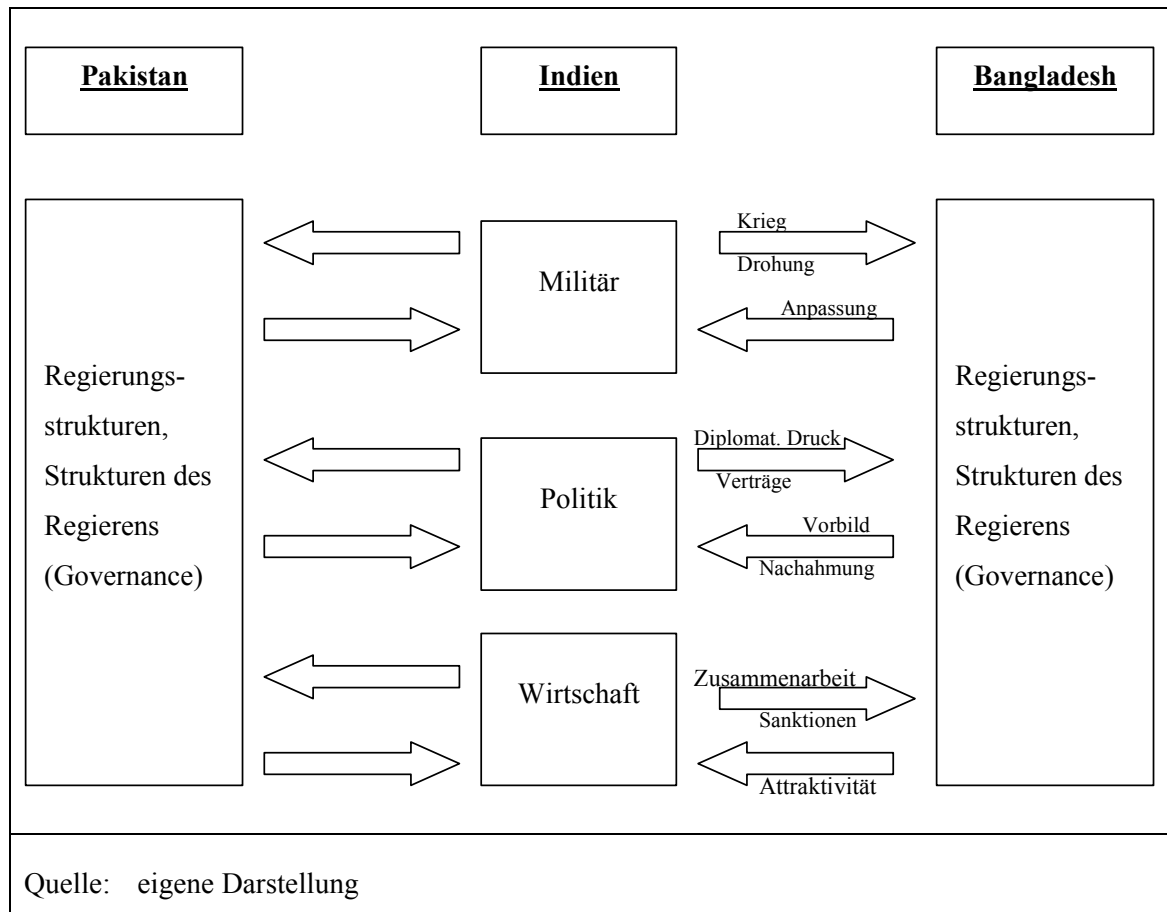 Pakistan
Indien
Bangladesh
Regierungs-
strukturen,
Strukturen des
Regierens
(Governance)
Militär
Politik
Wirtschaft
Krieg
Drohung
Anpassung
Diplomat. Druck
Verträge
Vorbild
Nachahmung
Zusammenarbeit
Sanktionen
Attraktivität
Regierungs-
strukturen,
Strukturen des
Regierens
(Governance)
Quelle: eigene Darstellung